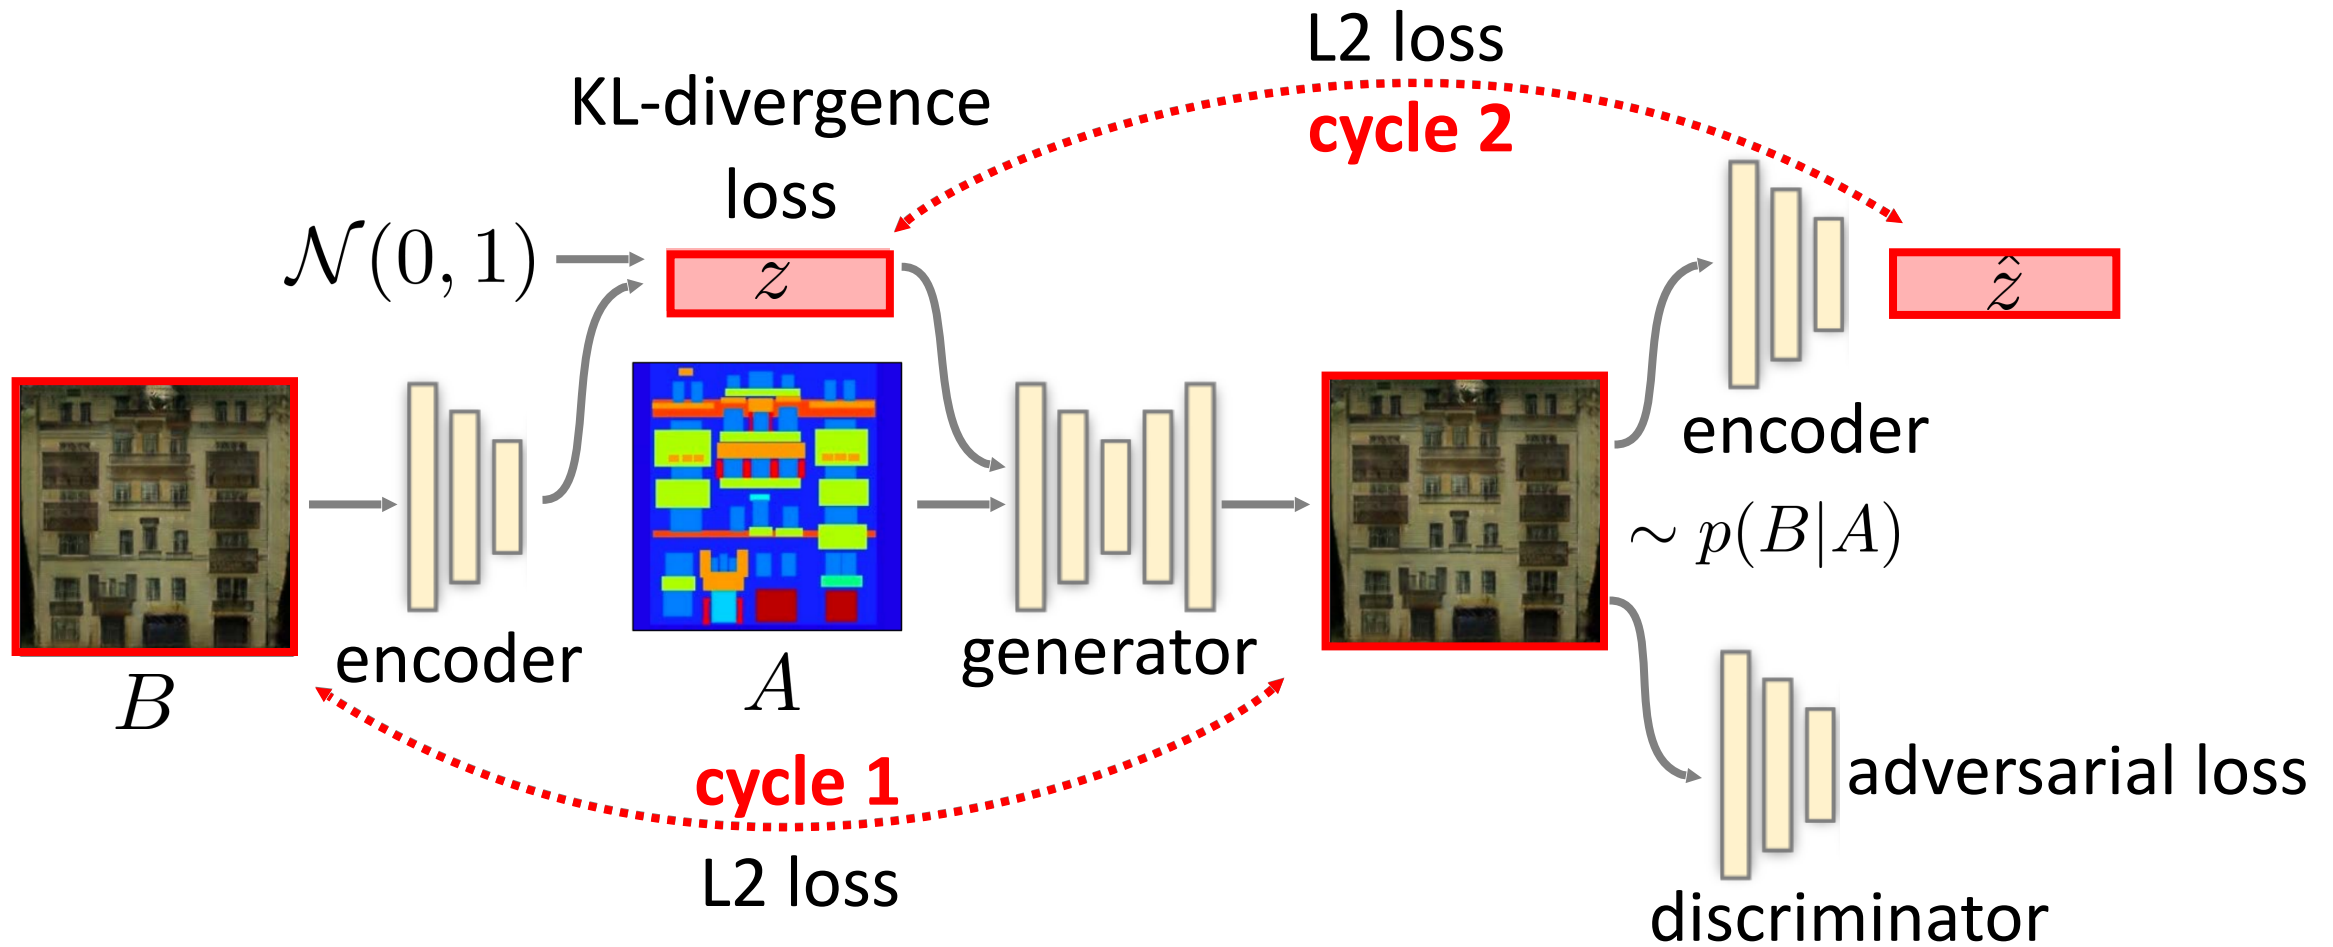 L2 loss
cycle 2
KL-divergence
loss
𝒩(0, 1)
z
ẑ
encoder
∼ p(B|A)
encoder
generator
B
A
cycle 1
L2 loss
adversarial loss
discriminator